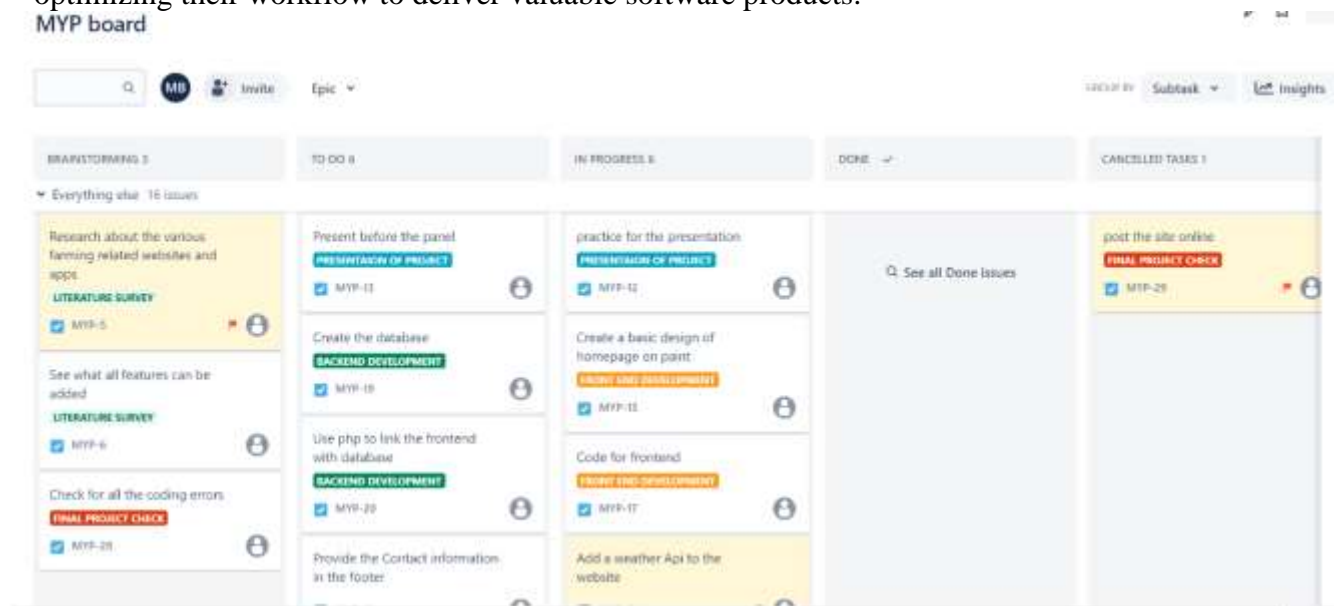 optimizing their workflow to deliver valuable software products.
MYP board
MB
Invite
Epic
GROUP BY
Subtask
Insights
BRAINSTORMING 3
TO DO 6
IN PROGRESS 6
DONE
CANCELLED TASKS 1
Everything else 16 issues
Research about the various
farming related websites and
apps
LITERATURE SURVEY
MYP-5
See what all features can be
added
LITERATURE SURVEY
MYP-6
Check for all the coding errors
FINAL PROJECT CHECK
Present before the panel
PRESENTAION OF PROJECT
MYP-13
Create the database
BACKEND DEVELOPMENT
MYP-19
Use php to link the frontend
with database
BACKEND DEVELOPMENT
MYP-20
Provide the Contact information
in the footer
practice for the presentation
PRESENTAION OF PROJECT
MYP-12
Create a basic design of
homepage on paint
FRONT END DEVELOPMENT
Code for frontend
FRONT END DEVELOPMENT
MYP-17
Add a weather Api to the
website
See all Done issues
post the site online
FINAL PROJECT CHECK
MYP-29